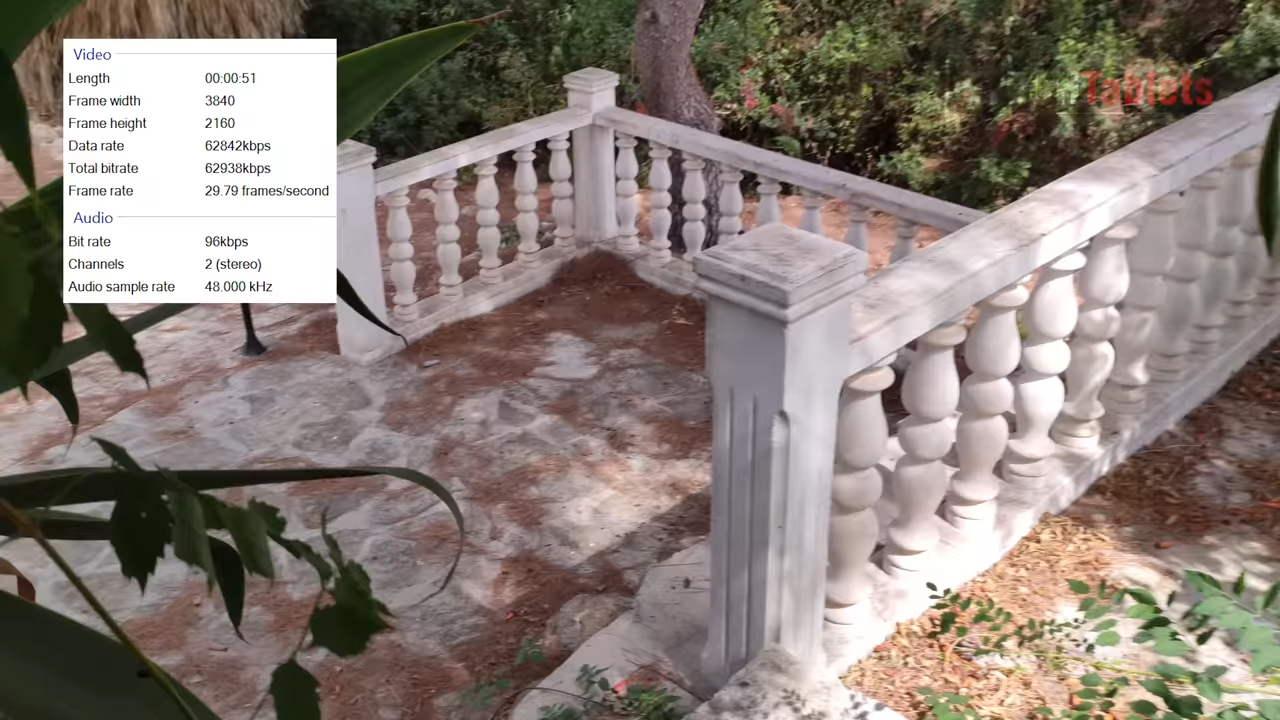 Video
Length 00:00:51
Frame width 3840
Frame height 2160
Data rate 62842kbps
Total bitrate 62938kbps
Frame rate 29.79 frames/second
Audio
Bit rate 96kbps
Channels 2 (stereo)
Audio sample rate 48.000 kHz
Tablets